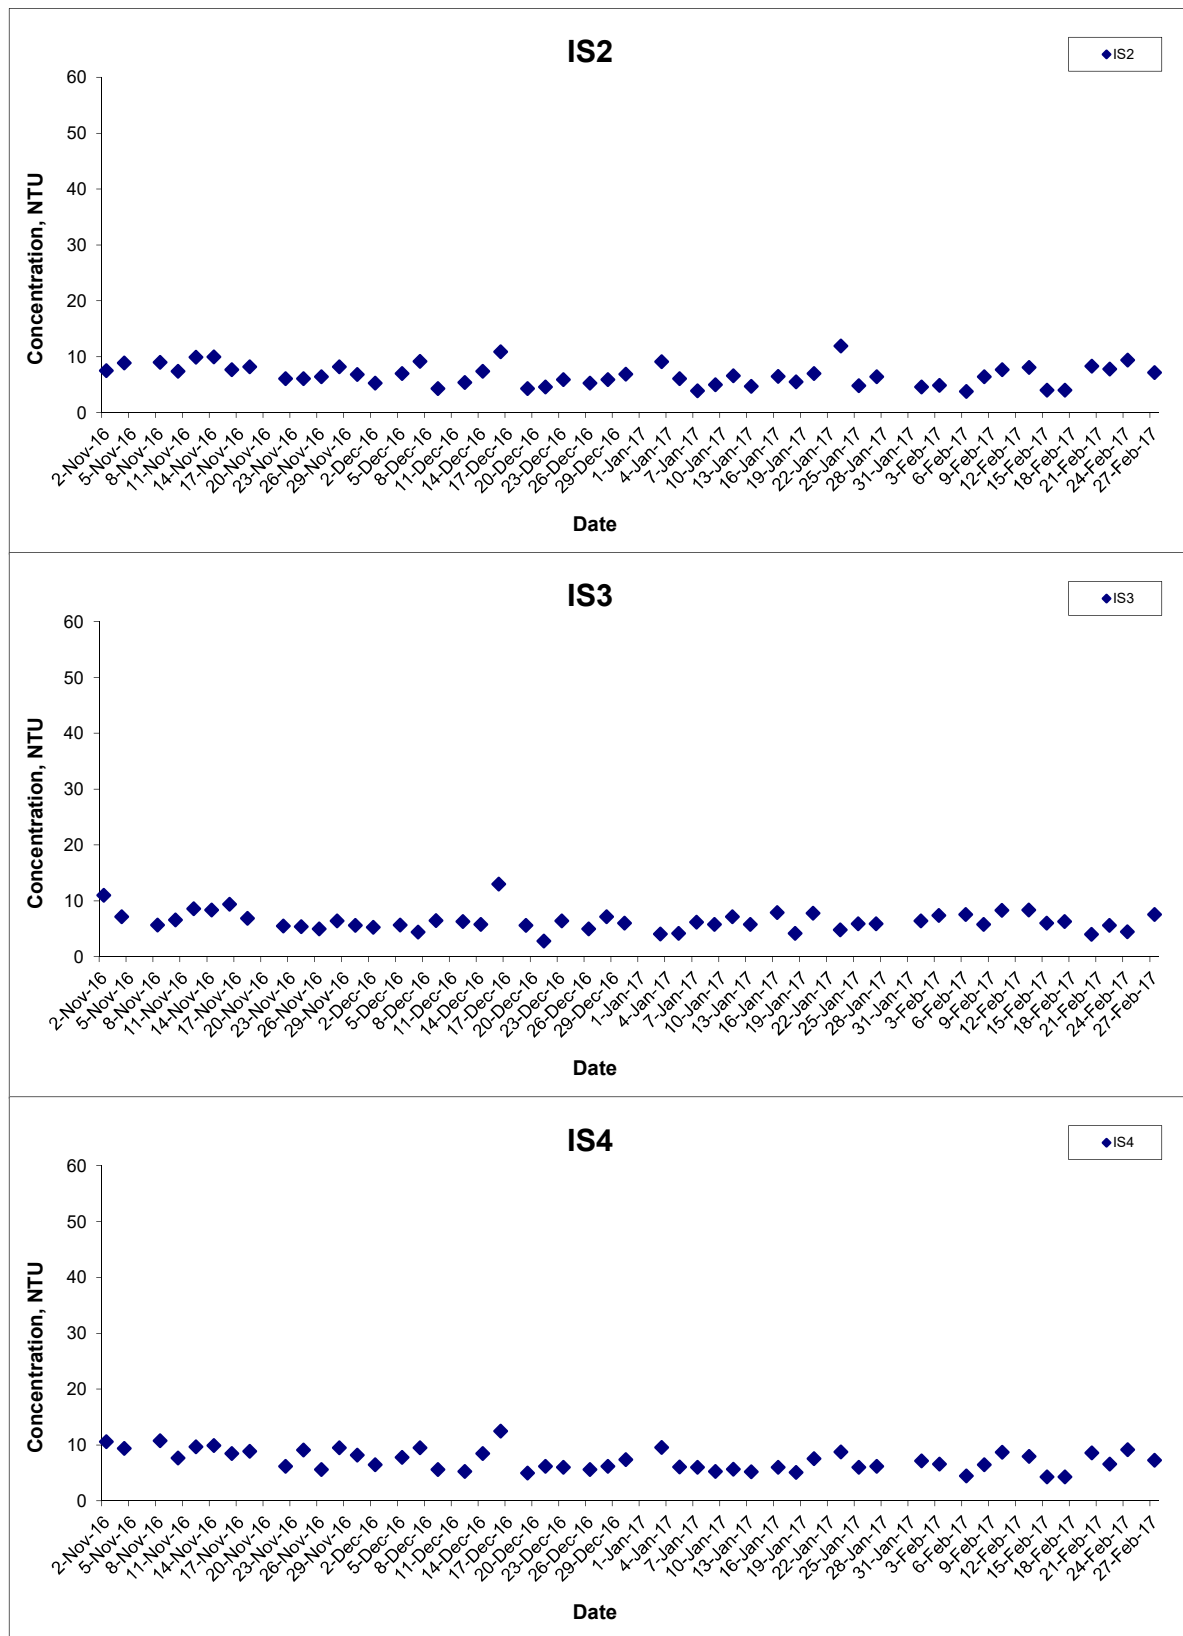 IS2
IS2
60
50
40
30
20
10
0
Concentration, NTU
2-Nov-16
5-Nov-16
8-Nov-16
11-Nov-16
14-Nov-16
17-Nov-16
20-Nov-16
23-Nov-16
26-Nov-16
29-Nov-16
2-Dec-16
5-Dec-16
8-Dec-16
11-Dec-16
14-Dec-16
17-Dec-16
20-Dec-16
23-Dec-16
26-Dec-16
29-Dec-16
1-Jan-17
4-Jan-17
7-Jan-17
10-Jan-17
13-Jan-17
16-Jan-17
19-Jan-17
22-Jan-17
25-Jan-17
28-Jan-17
31-Jan-17
3-Feb-17
6-Feb-17
9-Feb-17
12-Feb-17
15-Feb-17
18-Feb-17
21-Feb-17
24-Feb-17
27-Feb-17
Date
IS3
IS3
60
50
40
30
20
10
0
Concentration, NTU
2-Nov-16
5-Nov-16
8-Nov-16
11-Nov-16
14-Nov-16
17-Nov-16
20-Nov-16
23-Nov-16
26-Nov-16
29-Nov-16
2-Dec-16
5-Dec-16
8-Dec-16
11-Dec-16
14-Dec-16
17-Dec-16
20-Dec-16
23-Dec-16
26-Dec-16
29-Dec-16
1-Jan-17
4-Jan-17
7-Jan-17
10-Jan-17
13-Jan-17
16-Jan-17
19-Jan-17
22-Jan-17
25-Jan-17
28-Jan-17
31-Jan-17
3-Feb-17
6-Feb-17
9-Feb-17
12-Feb-17
15-Feb-17
18-Feb-17
21-Feb-17
24-Feb-17
27-Feb-17
Date
IS4
IS4
60
50
40
30
20
10
0
Concentration, NTU
2-Nov-16
5-Nov-16
8-Nov-16
11-Nov-16
14-Nov-16
17-Nov-16
20-Nov-16
23-Nov-16
26-Nov-16
29-Nov-16
2-Dec-16
5-Dec-16
8-Dec-16
11-Dec-16
14-Dec-16
17-Dec-16
20-Dec-16
23-Dec-16
26-Dec-16
29-Dec-16
1-Jan-17
4-Jan-17
7-Jan-17
10-Jan-17
13-Jan-17
16-Jan-17
19-Jan-17
22-Jan-17
25-Jan-17
28-Jan-17
31-Jan-17
3-Feb-17
6-Feb-17
9-Feb-17
12-Feb-17
15-Feb-17
18-Feb-17
21-Feb-17
24-Feb-17
27-Feb-17
Date